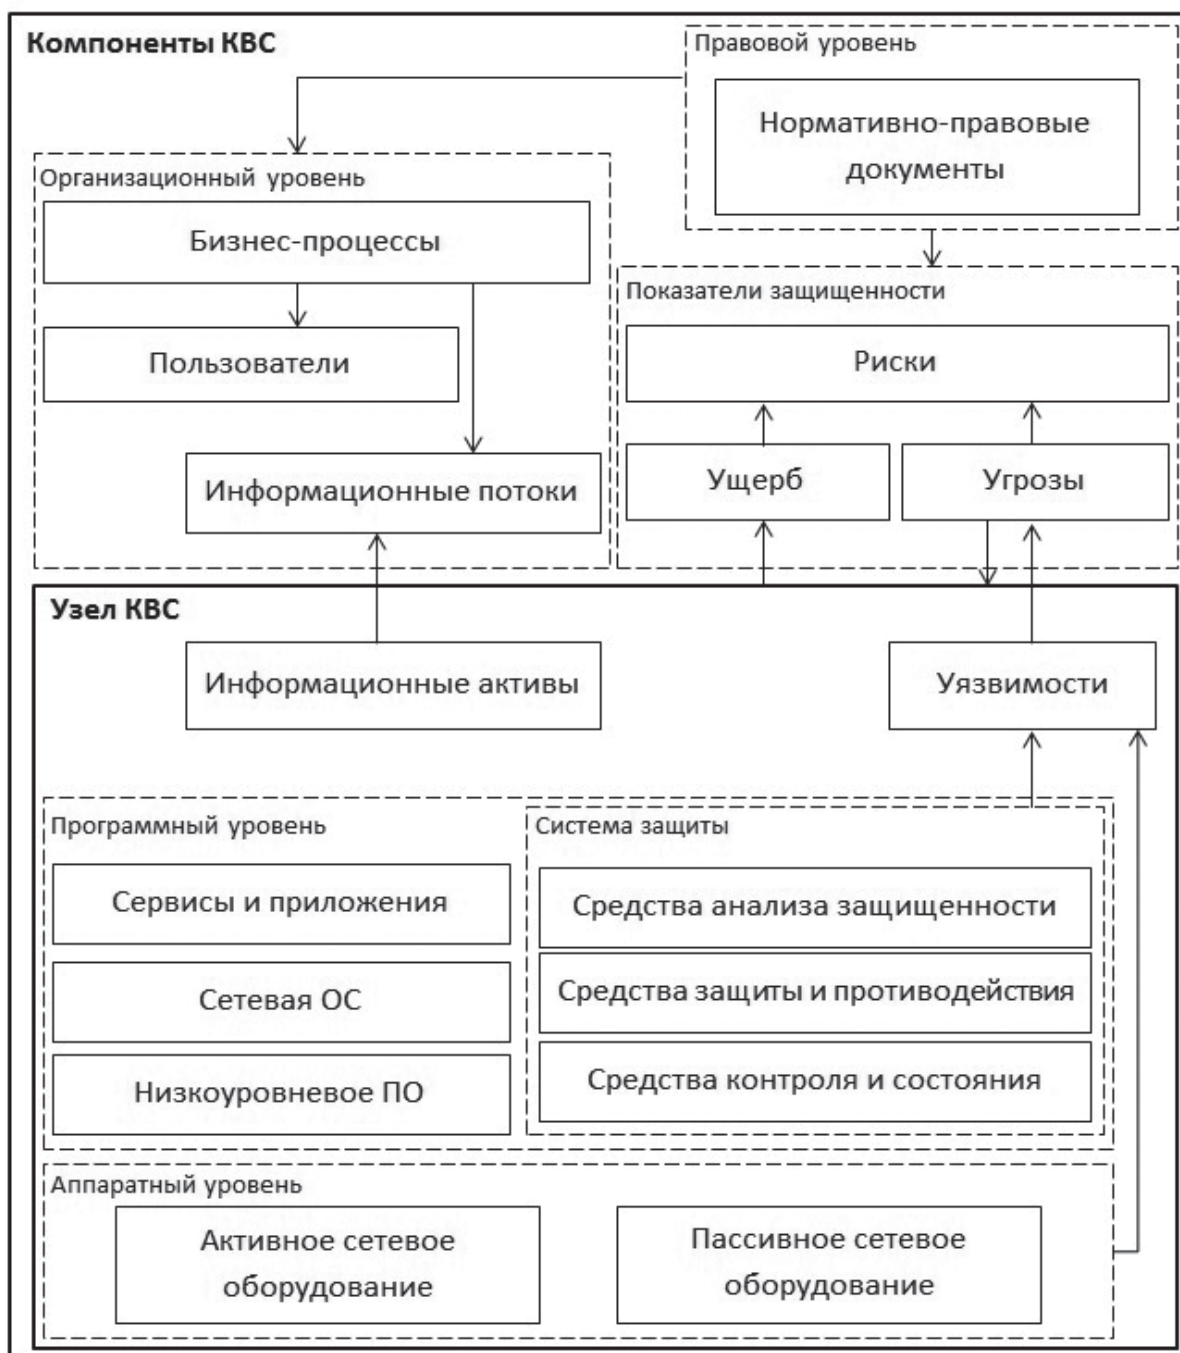 Компоненты КВС
Правовой уровень
Нормативно-правовые
документы
Организационный уровень
Бизнес-процессы
Пользователи
Информационные потоки
Показатели защищенности
Риски
Ущерб
Угрозы
Узел КВС
Информационные активы
Уязвимости
Программный уровень
Сервисы и приложения
Сетевая ОС
Низкоуровневое ПО
Система защиты
Средства анализа защищенности
Средства защиты и противодействия
Средства контроля и состояния
Аппаратный уровень
Активное сетевое
оборудование
Пассивное сетевое
оборудование